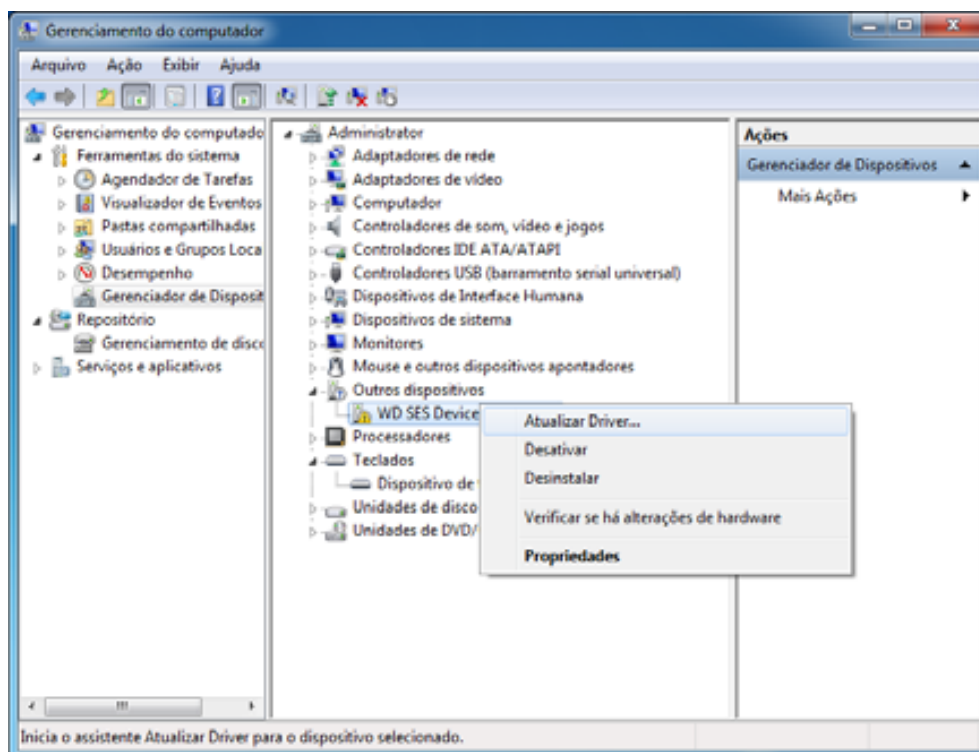 Gerenciamento do computador
Arquivo Ação Exibir Ajuda
Gerenciamento do computado
Ferramentas do sistema
Agendador de Tarefas
Visualizador de Eventos
Pastas compartilhadas
Usuários e Grupos Loca
Desempenho
Gerenciador de Disposit
Repositório
Gerenciamento de disco
Serviços e aplicativos
Administrator
Adaptadores de rede
Adaptadores de vídeo
Computador
Controladores de som, vídeo e jogos
Controladores IDE ATA/ATAPI
Controladores USB (barramento serial universal)
Dispositivos de Interface Humana
Dispositivos de sistema
Monitores
Mouse e outros dispositivos apontadores
Outros dispositivos
WD SES Device
Processadores
Teclados
Dispositivo de
Unidades de disco
Unidades de DVD/
Atualizar Driver...
Desativar
Desinstalar
Verificar se há alterações de hardware
Propriedades
Ações
Gerenciador de Dispositivos
Mais Ações
Inicia o assistente Atualizar Driver para o dispositivo selecionado.